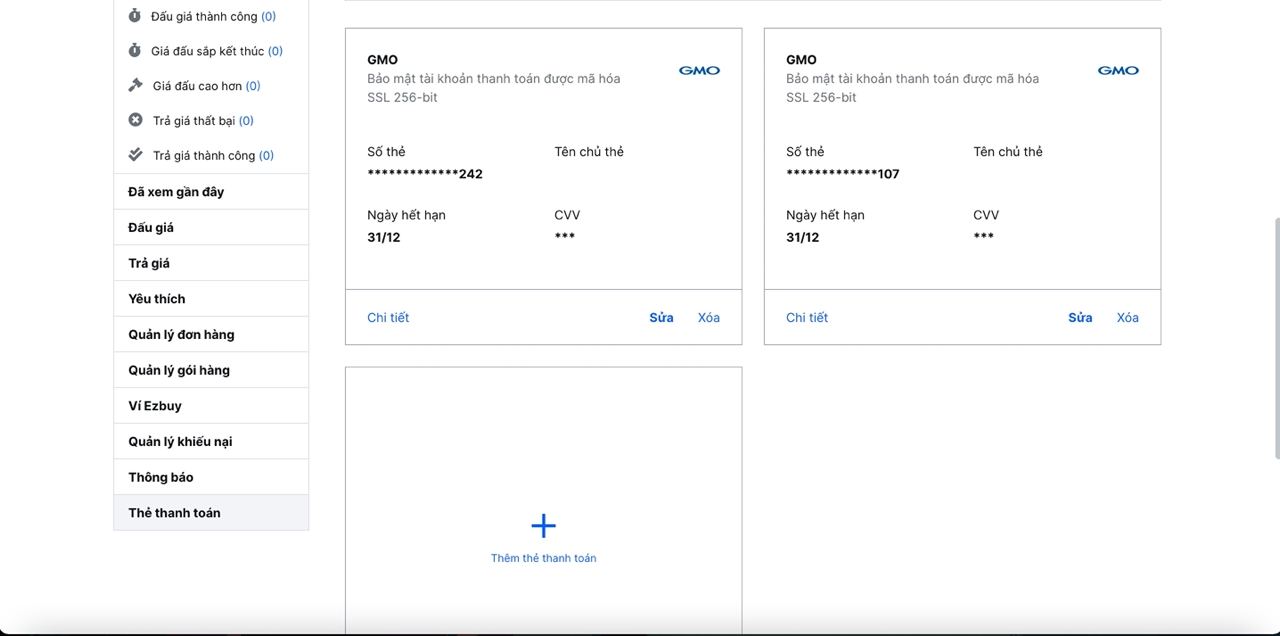 Đấu giá thành công (0)
Giá đấu sắp kết thúc (0)
Giá đấu cao hơn (0)
Trả giá thất bại (0)
Trả giá thành công (0)
Đã xem gần đây
Đấu giá
Trả giá
Yêu thích
Quản lý đơn hàng
Quản lý gói hàng
Ví Ezbuy
Quản lý khiếu nại
Thông báo
Thẻ thanh toán
GMO
Bảo mật tài khoản thanh toán được mã hóa
SSL 256-bit
GMO
Số thẻ
Tên chủ thẻ
*************242
Ngày hết hạn
CVV
31/12
***
Chi tiết
Sửa
Xóa
GMO
Bảo mật tài khoản thanh toán được mã hóa
SSL 256-bit
GMO
Số thẻ
Tên chủ thẻ
*************107
Ngày hết hạn
CVV
31/12
***
Chi tiết
Sửa
Xóa
Thêm thẻ thanh toán